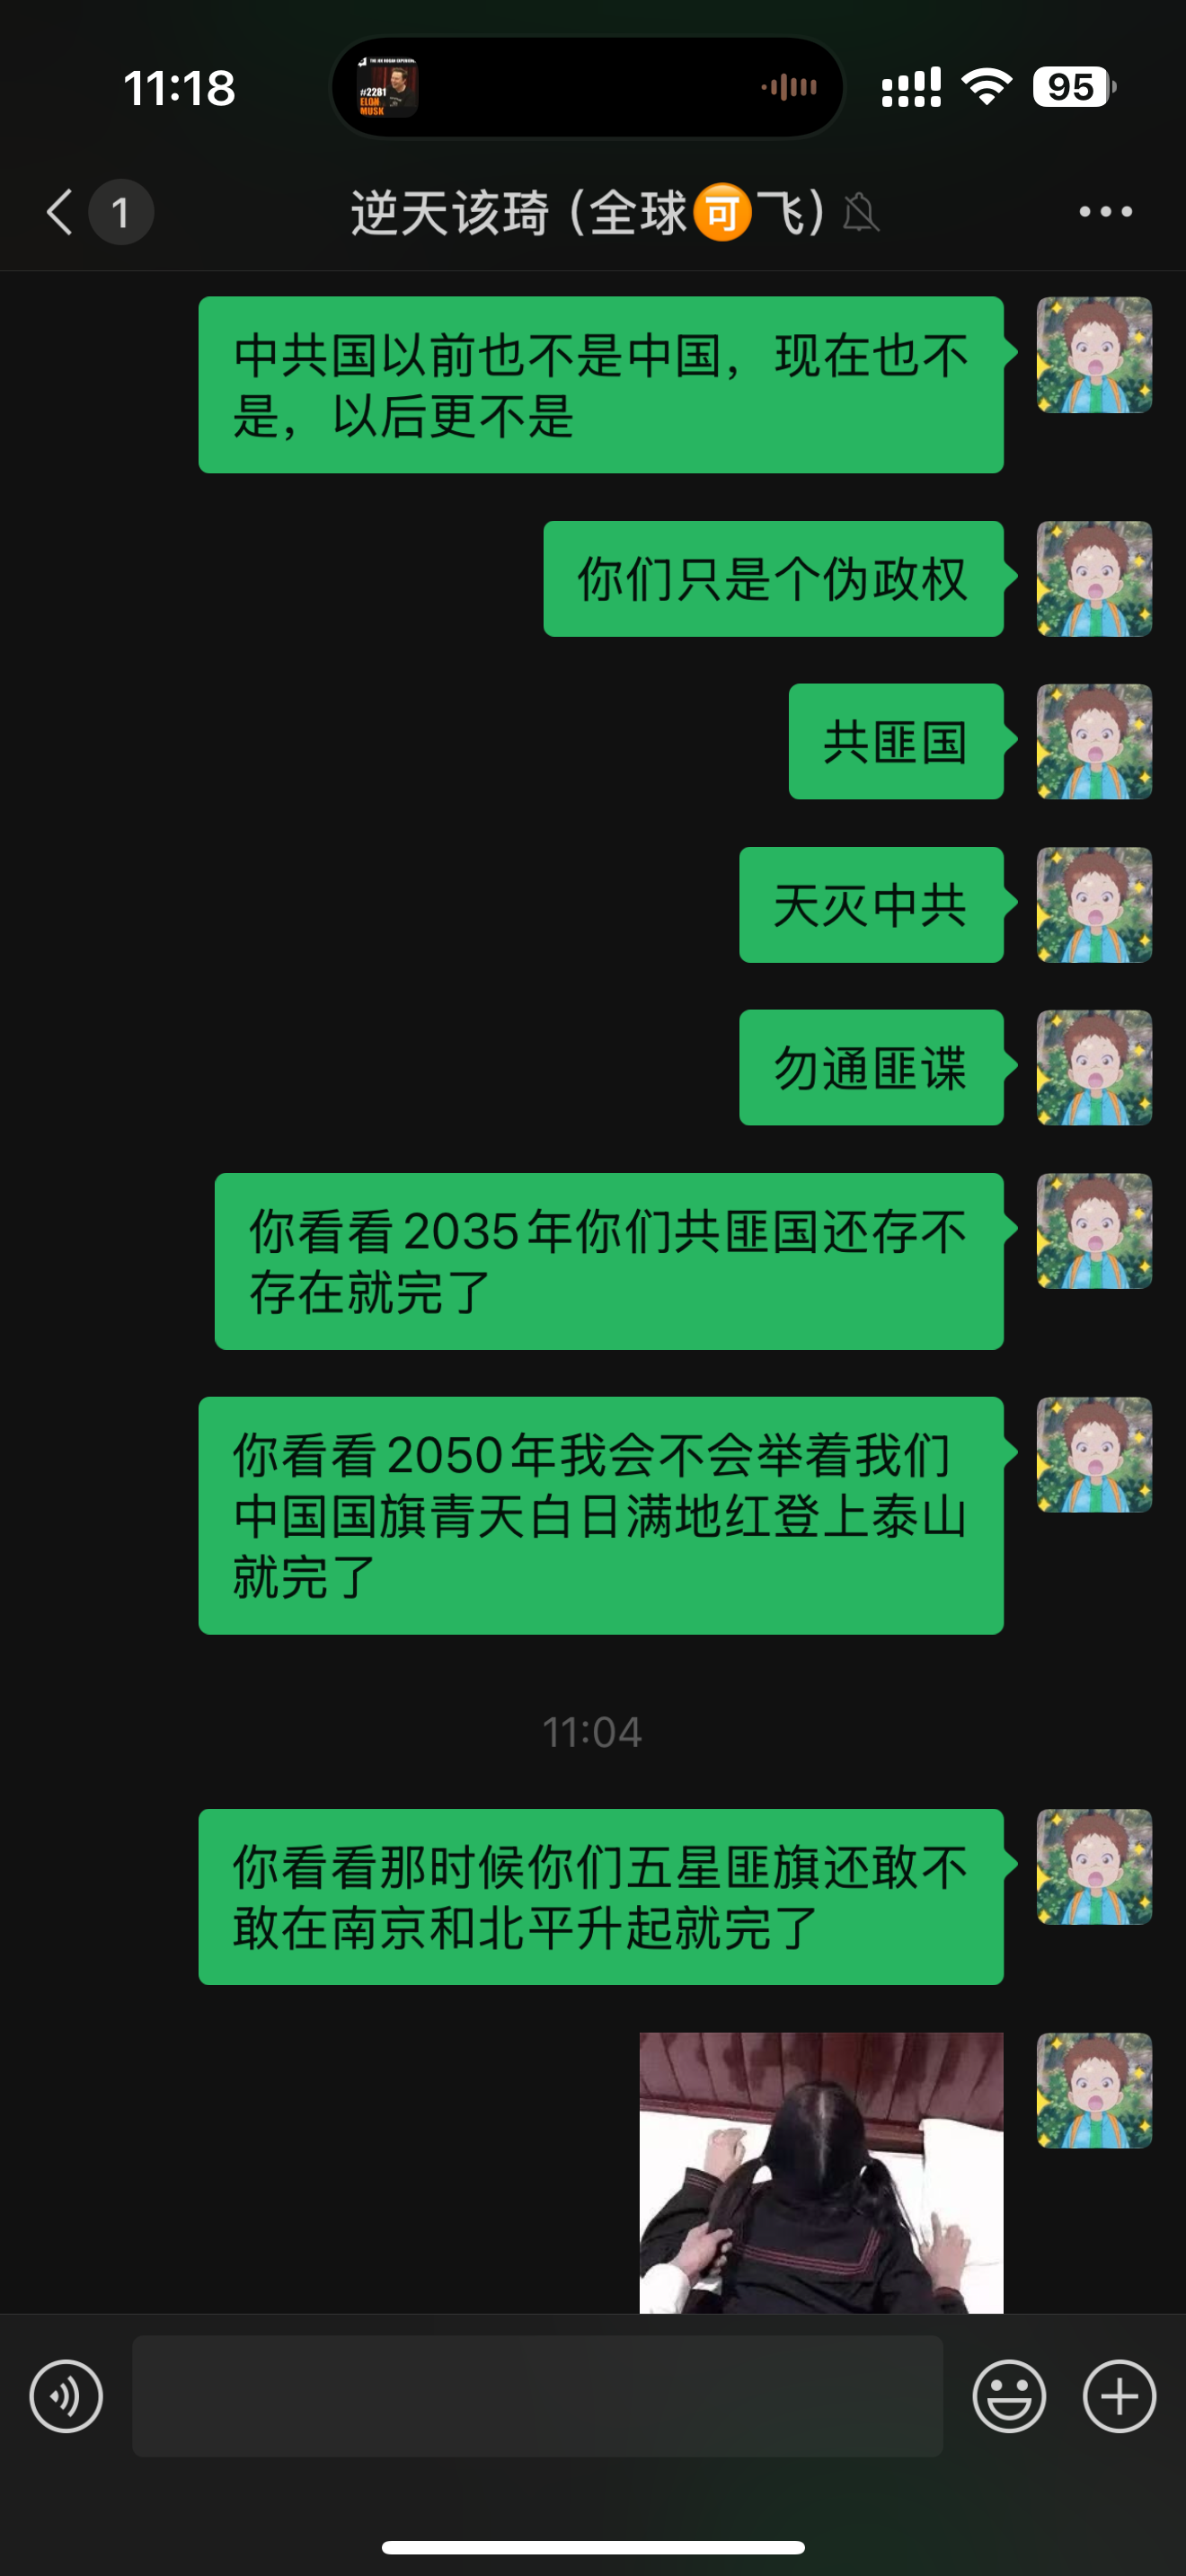 11:18
#2281
ELON
MUSK
95
1
逆天该琦 (全球🉑飞)
中共国以前也不是中国，现在也不
是，以后更不是
你们只是个伪政权
共匪国
天灭中共
勿通匪谍
你看看2035年你们共匪国还存不
存在就完了
你看看2050年我会不会举着我们
中国国旗青天白日满地红登上泰山
就完了
11:04
你看看那时候你们五星匪旗还敢不
敢在南京和北平升起就完了